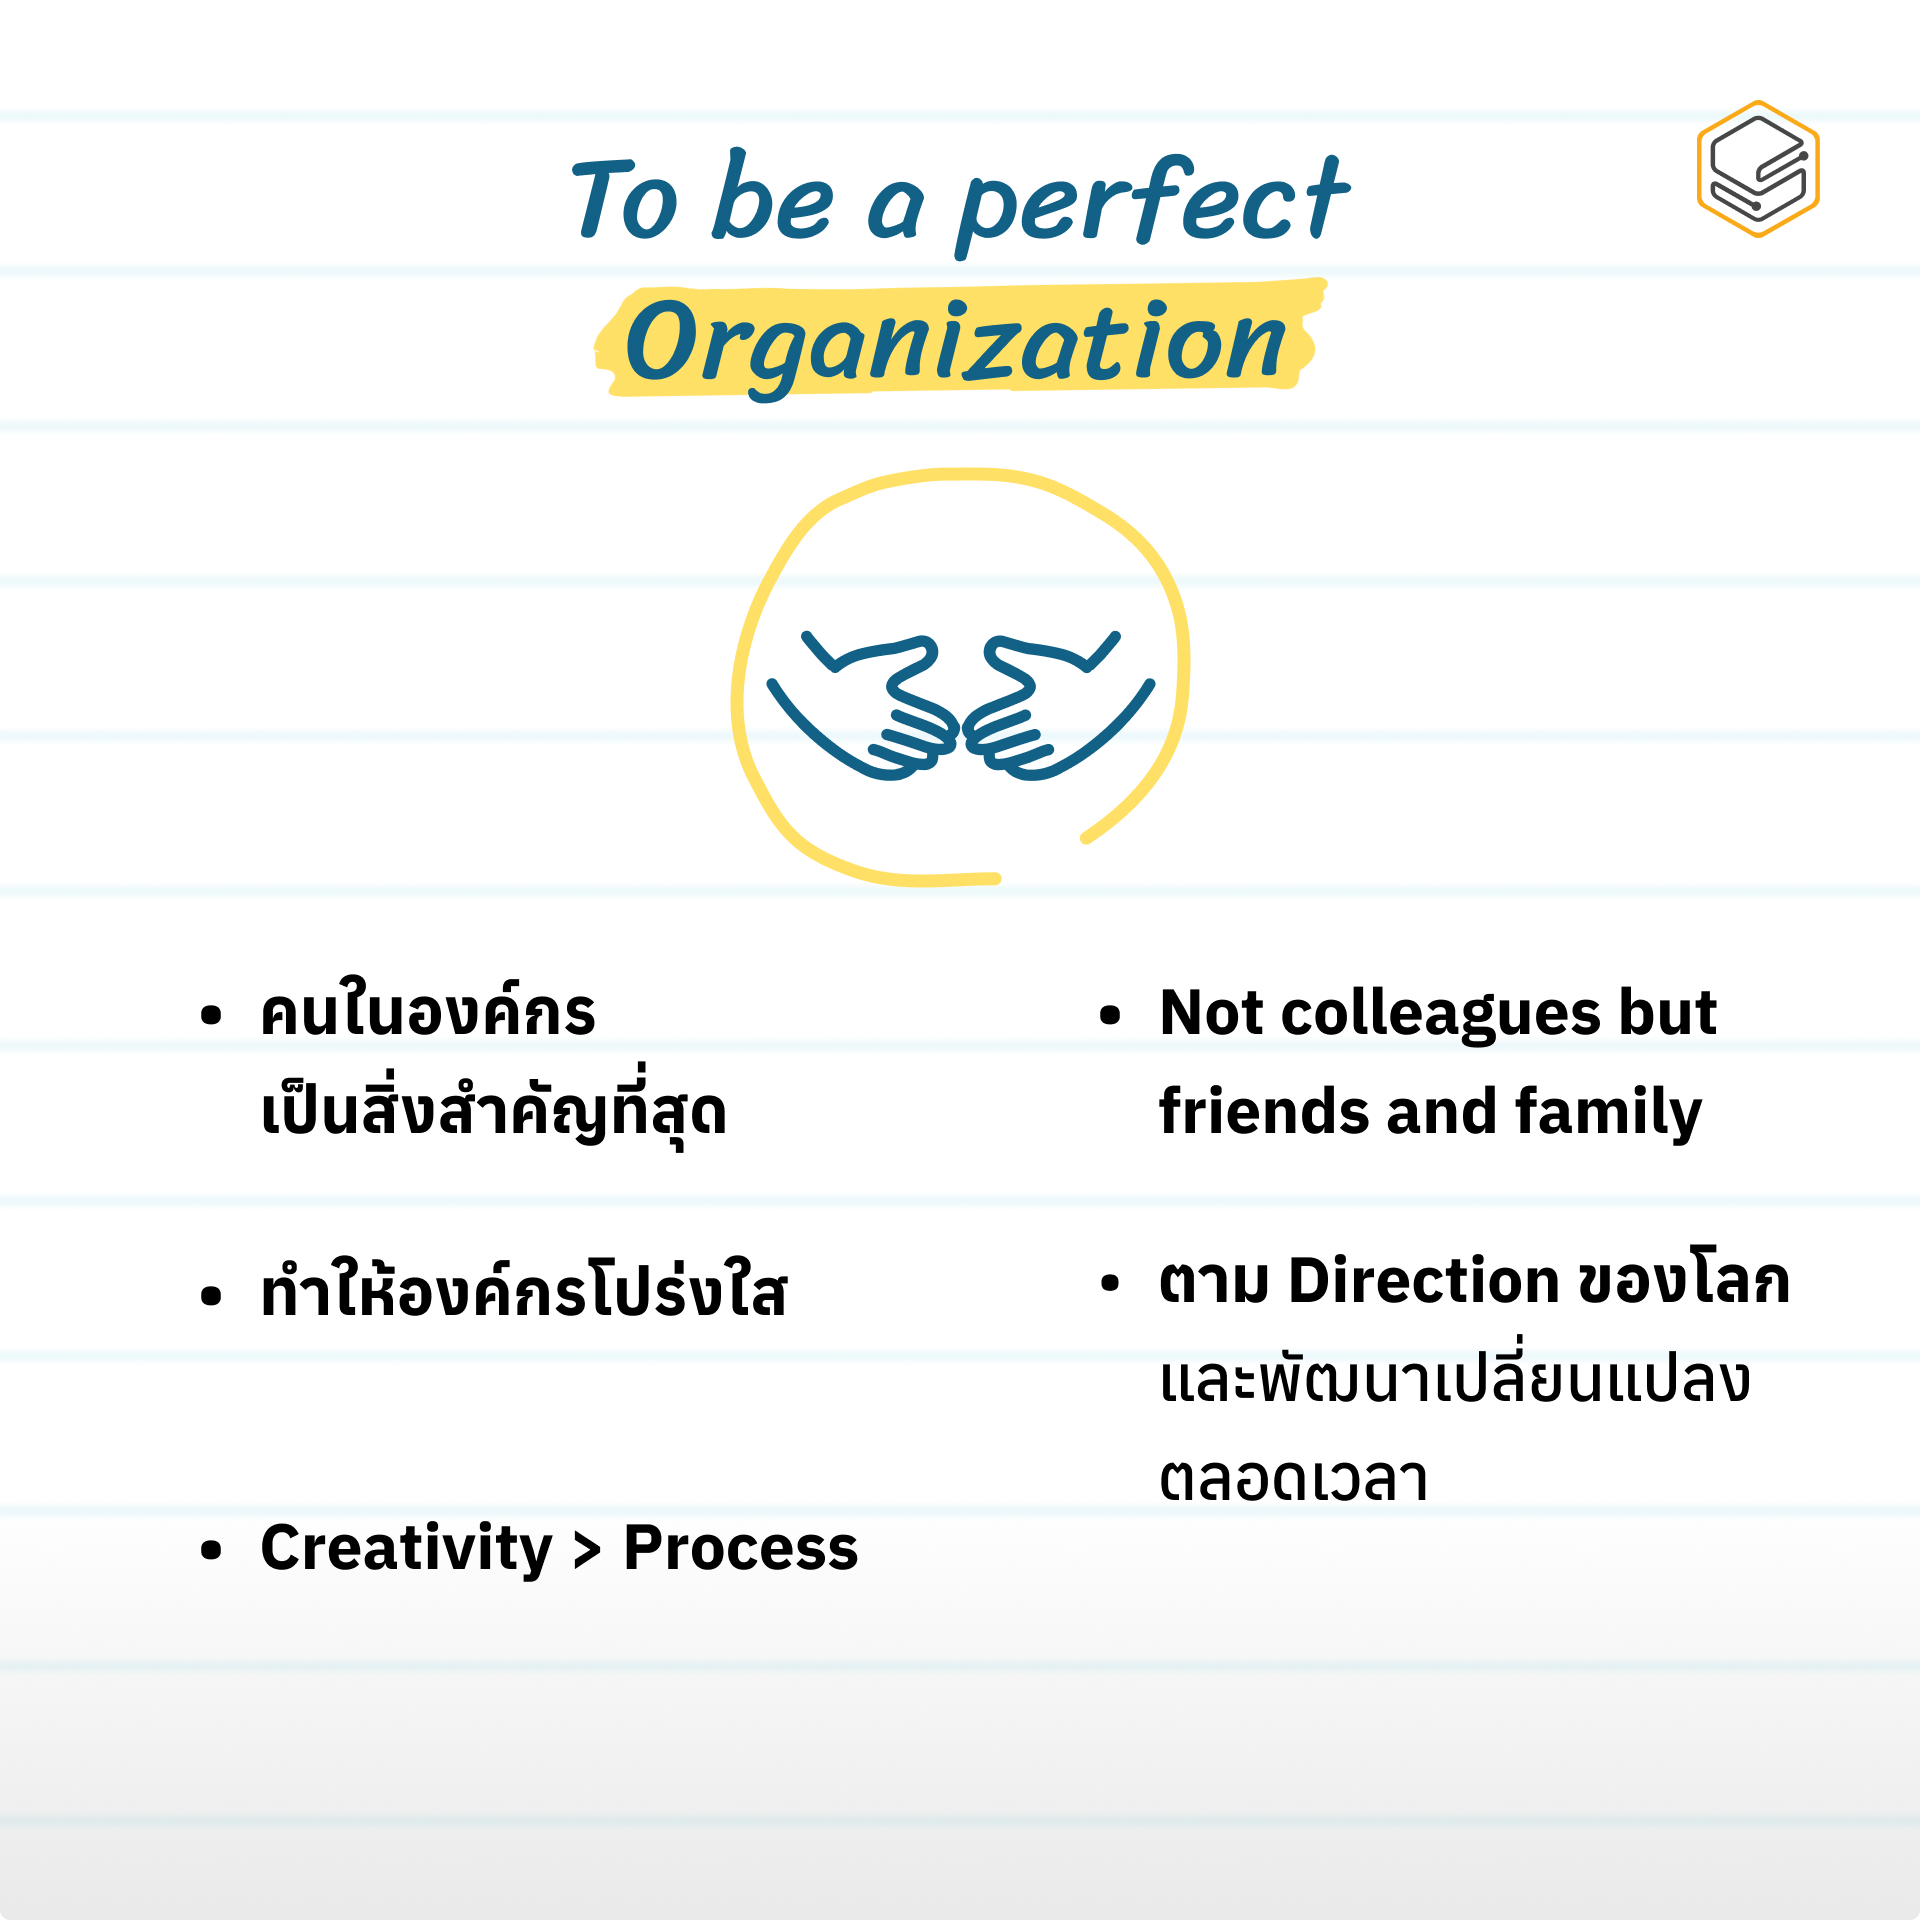 To be a perfect
Organization
• คนในองค์กร
เป็นสิ่งสำคัญที่สุด
• ทำให้องค์กรโปร่งใส
• Creativity > Process
• Not colleagues but
friends and family
• ตาม Direction ของโลก
และพัฒนาเปลี่ยนแปลง
ตลอดเวลา